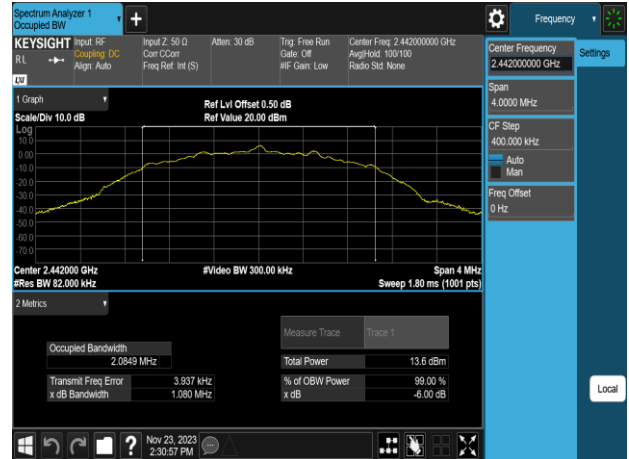 Spectrum Analyzer 1
Occupied BW
+
Frequency
KEYSIGHT
RL
LXI
Input: RF
Coupling: DC
Align: Auto
Input Z: 50 Ω
Corr CCorr
Freq Ref: Int (S)
Atten: 30 dB
Trig: Free Run
Gate: Off
#IF Gain: Low
Center Freq: 2.442000000 GHz
Avg|Hold: 100/100
Radio Std: None
Center Frequency
2.442000000 GHz
Settings
Span
4.0000 MHz
CF Step
400.000 kHz
Auto
Man
Freq Offset
0 Hz
1 Graph
Scale/Div 10.0 dB
Ref Lvl Offset 0.50 dB
Ref Value 20.00 dBm
Log
10.0
0.00
-10.0
-20.0
-30.0
-40.0
-50.0
-60.0
-70.0
Center 2.442000 GHz
#Res BW 82.000 kHz
#Video BW 300.00 kHz
Span 4 MHz
Sweep 1.80 ms (1001 pts)
2 Metrics
Measure Trace
Trace 1
Occupied Bandwidth
2.0849 MHz
Total Power
13.6 dBm
Transmit Freq Error
3.937 kHz
% of OBW Power
99.00 %
x dB Bandwidth
1.080 MHz
x dB
-6.00 dB
Local
?
Nov 23, 2023
2:30:57 PM